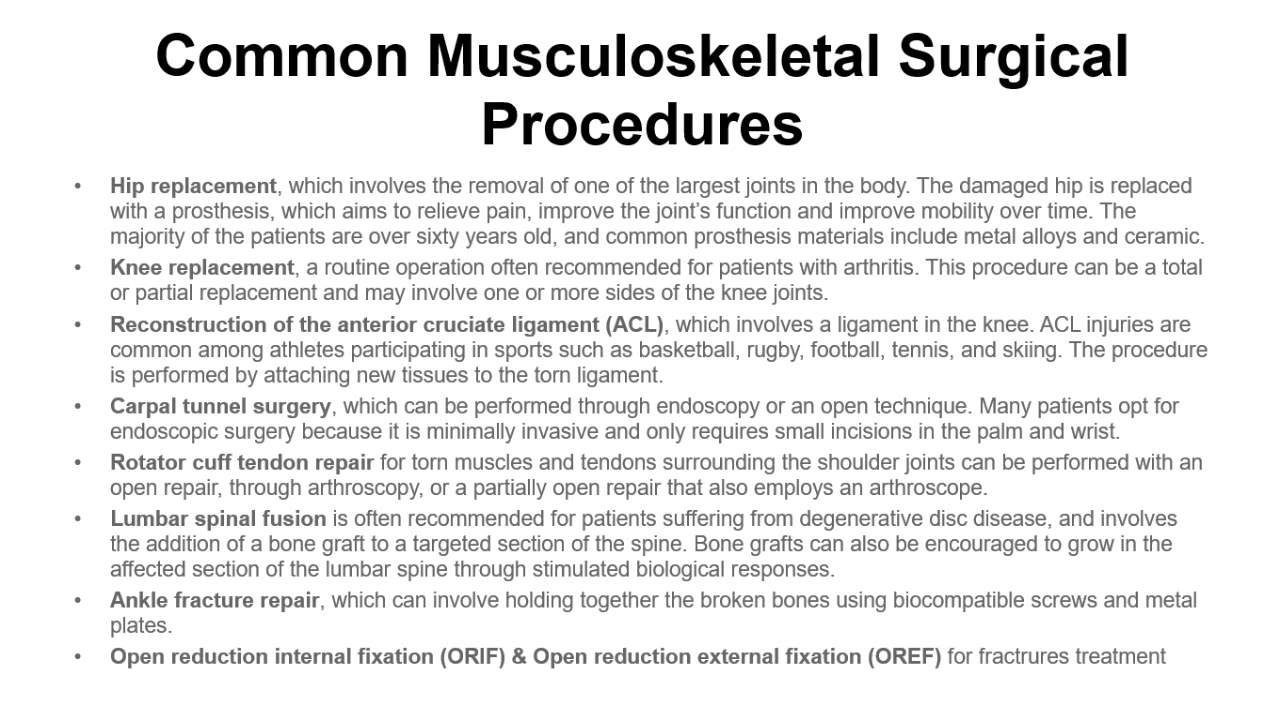 Common Musculoskeletal Surgical
Procedures
• Hip replacement, which involves the removal of one of the largest joints in the body. The damaged hip is replaced
with a prosthesis, which aims to relieve pain, improve the joint’s function and improve mobility over time. The
majority of the patients are over sixty years old, and common prosthesis materials include metal alloys and ceramic.
• Knee replacement, a routine operation often recommended for patients with arthritis. This procedure can be a total
or partial replacement and may involve one or more sides of the knee joints.
• Reconstruction of the anterior cruciate ligament (ACL), which involves a ligament in the knee. ACL injuries are
common among athletes participating in sports such as basketball, rugby, football, tennis, and skiing. The procedure
is performed by attaching new tissues to the torn ligament.
• Carpal tunnel surgery, which can be performed through endoscopy or an open technique. Many patients opt for
endoscopic surgery because it is minimally invasive and only requires small incisions in the palm and wrist.
• Rotator cuff tendon repair for torn muscles and tendons surrounding the shoulder joints can be performed with an
open repair, through arthroscopy, or a partially open repair that also employs an arthroscope.
• Lumbar spinal fusion is often recommended for patients suffering from degenerative disc disease, and involves
the addition of a bone graft to a targeted section of the spine. Bone grafts can also be encouraged to grow in the
affected section of the lumbar spine through stimulated biological responses.
• Ankle fracture repair, which can involve holding together the broken bones using biocompatible screws and metal
plates.
• Open reduction internal fixation (ORIF) & Open reduction external fixation (OREF) for fractrures treatment